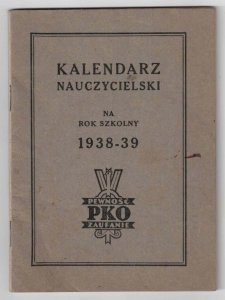 KALENDARZ
NAUCZYCIELSKI
NA
ROK SZKOLNY
1938-39
PEWNOŚĆ
PKO
ZAUFANIE